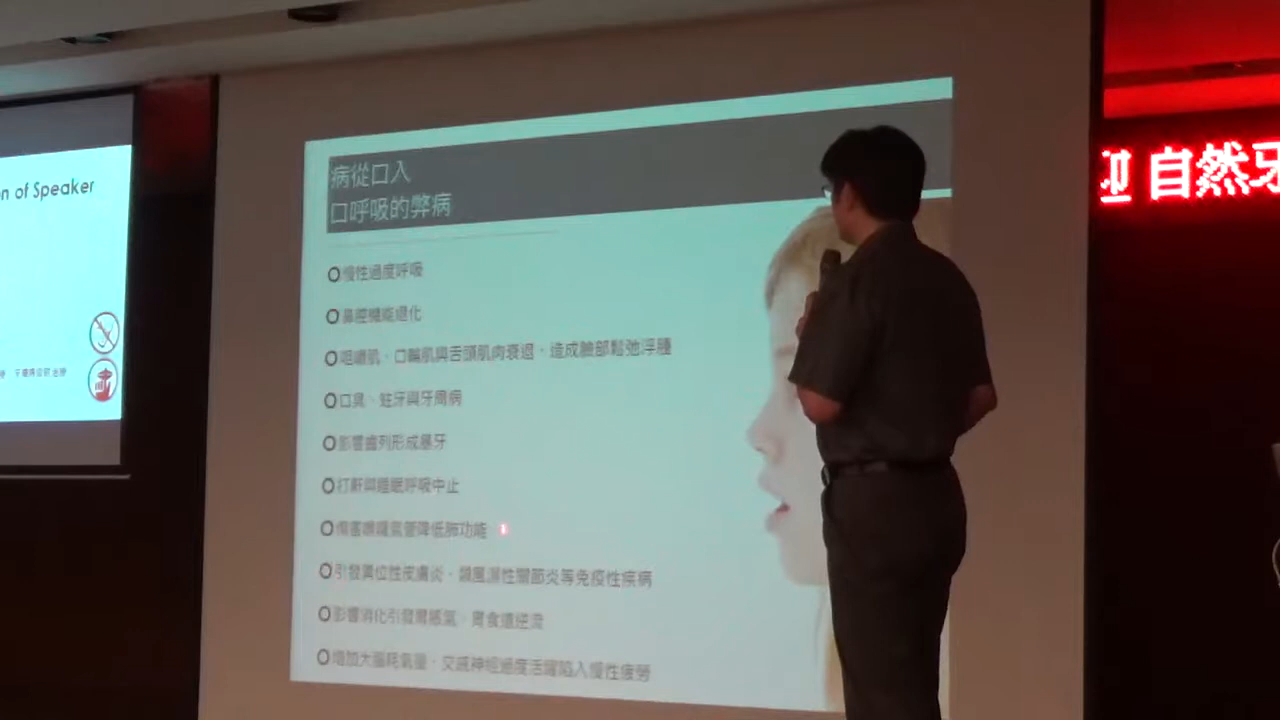 n of Speaker
病從口入
口呼吸的弊病
慢性過度呼吸
鼻腔機能退化
咀嚼肌、口輪肌與舌頭肌肉衰退,造成臉部鬆弛浮腫
口臭、蛀牙與牙周病
影響齒列形成暴牙
打鼾與睡眠呼吸中止
傷害喉嚨氣管降低肺功能
引發異位性皮膚炎、類風濕性關節炎等免疫性疾病
影響消化引發胃脹氣、胃食道逆流
增加大腦耗氧量,交感神經過度活躍陷入慢性疲勞
迎 自然牙